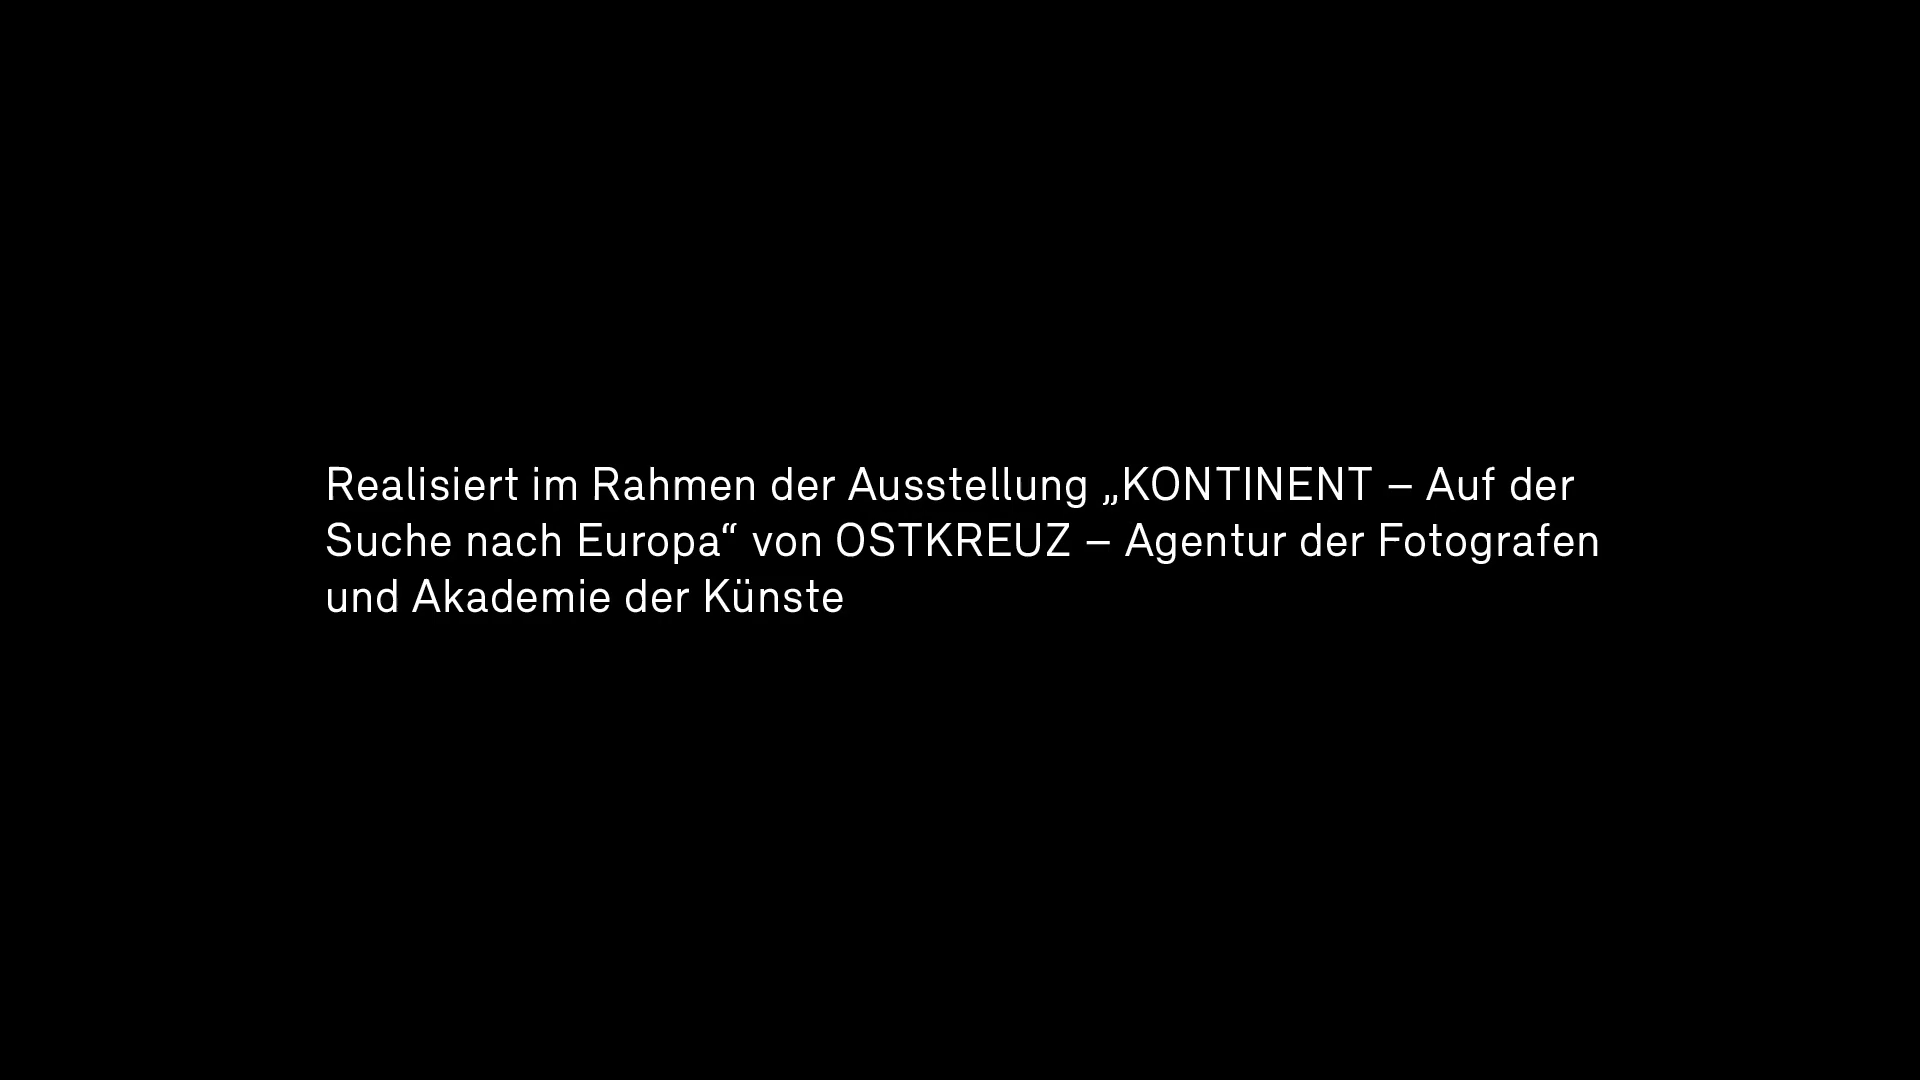 Realisiert im Rahmen der Ausstellung „KONTINENT – Auf der
Suche nach Europa“ von OSTKREUZ – Agentur der Fotografen
und Akademie der Künste